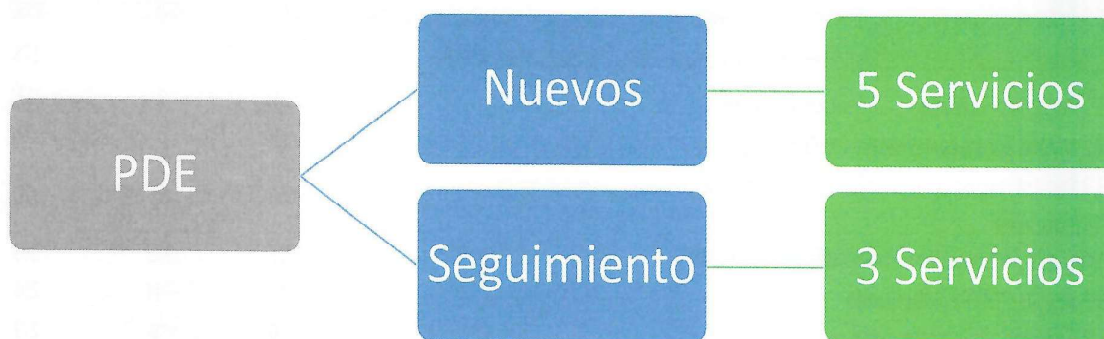 PDE
Nuevos
5 Servicios
Seguimiento
3 Servicios